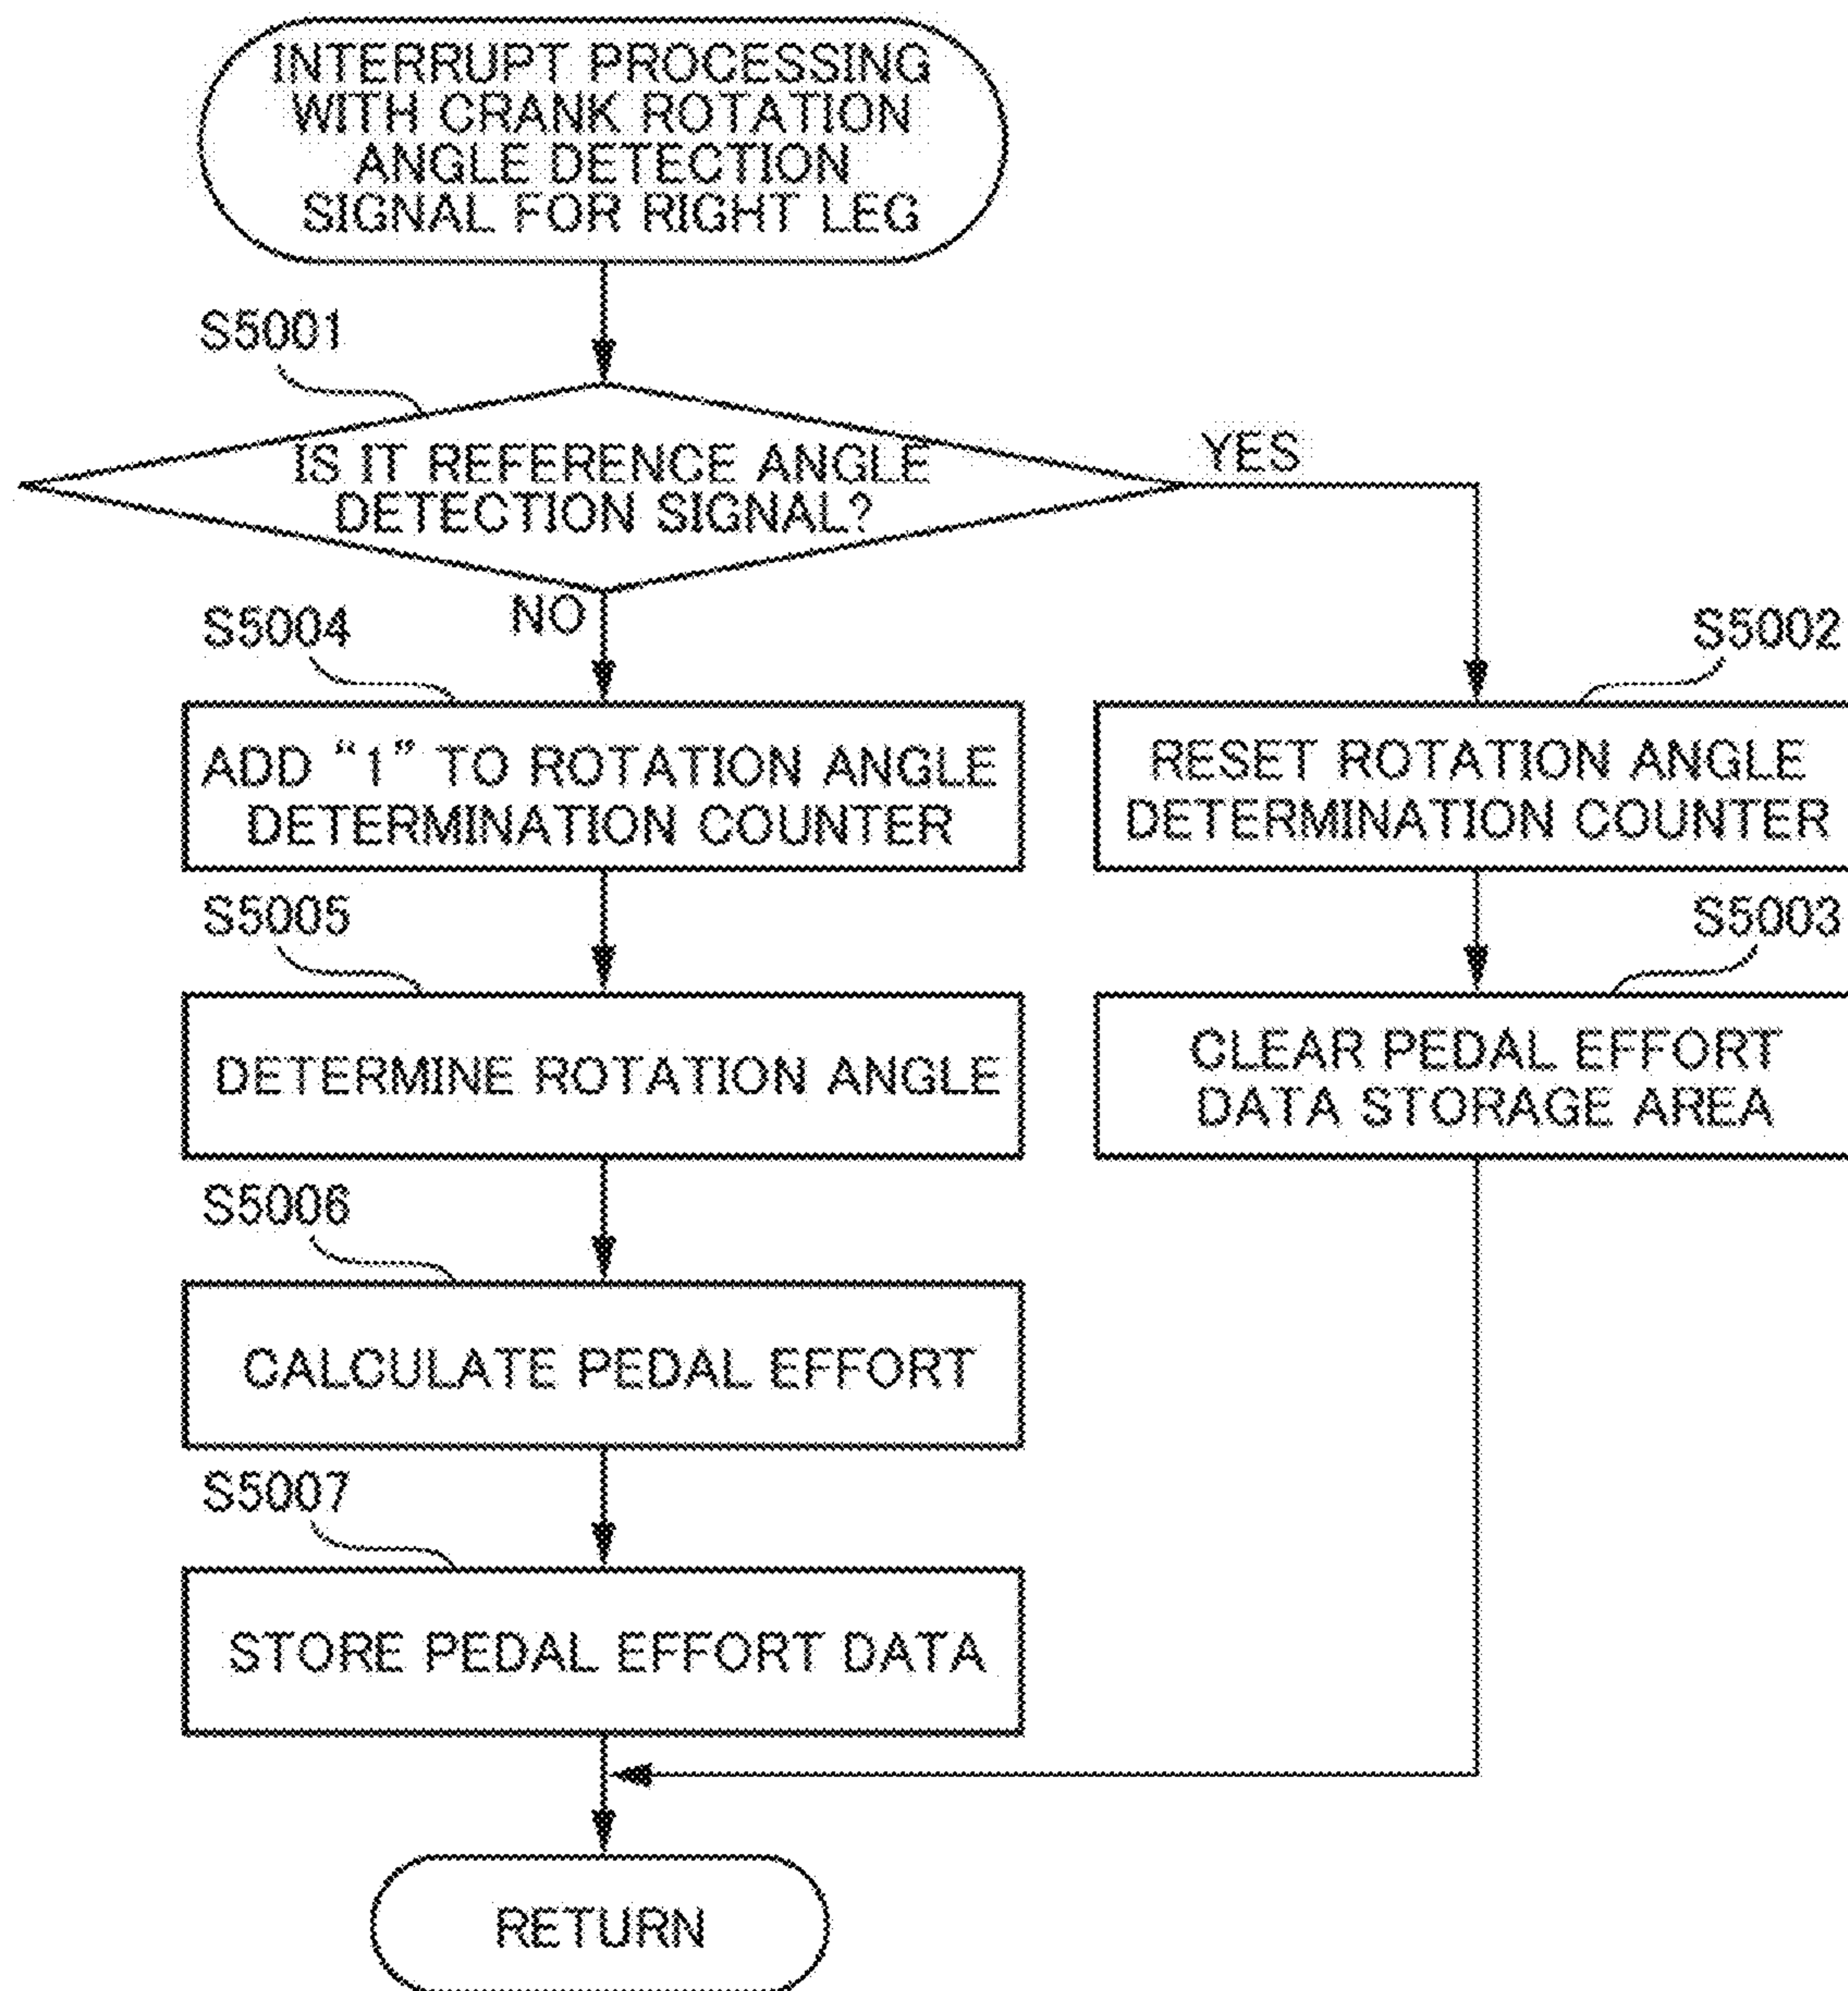 INTERRUPT PROCESSING
WITH CRANK ROTATION
ANGLE DETECTION
SIGNAL FOR RIGHT LEG
S5001
IS IT REFERENCE ANGLE
DETECTION SIGNAL?
YES
NO
S5004
ADD “1” TO ROTATION ANGLE
DETERMINATION COUNTER
S5002
RESET ROTATION ANGLE
DETERMINATION COUNTER
S5005
DETERMINE ROTATION ANGLE
S5003
CLEAR PEDAL EFFORT
DATA STORAGE AREA
S5006
CALCULATE PEDAL EFFORT
S5007
STORE PEDAL EFFORT DATA
RETURN